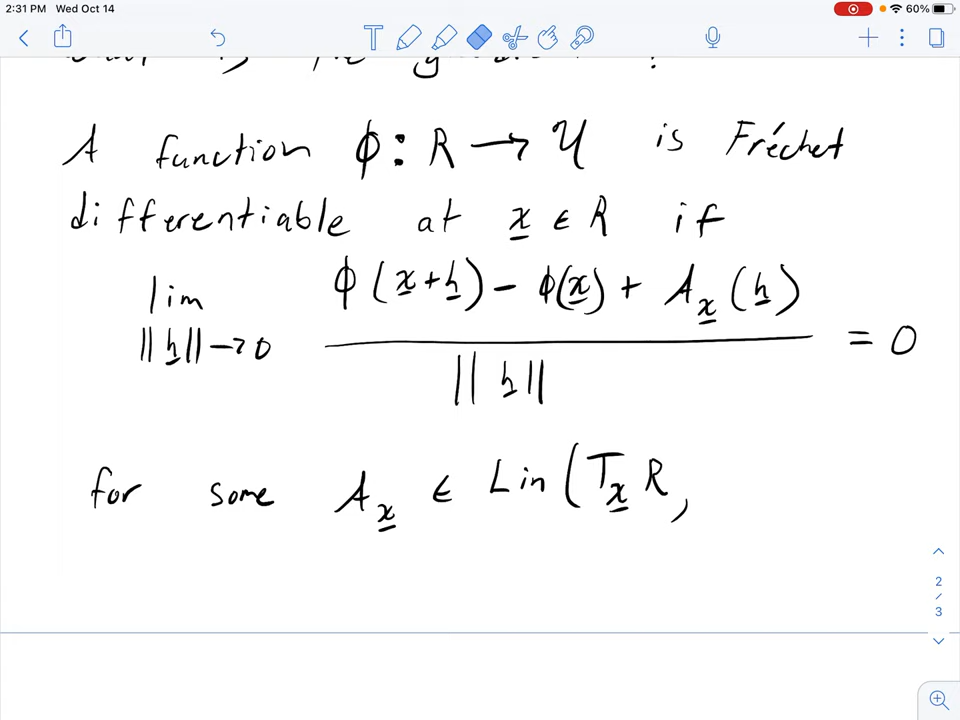 2:31 PM Wed Oct 14
60%
A function ϕ : R → 𝒰 is Fréchet
differentiable at x̲ ∈ R if
lim ||h̲||→0 (ϕ(x̲+h̲) − ϕ(x̲) + A_x̲(h̲)) / ||h̲|| = 0
for some A_x̲ ∈ Lin(T_x̲ R,
2
/
3